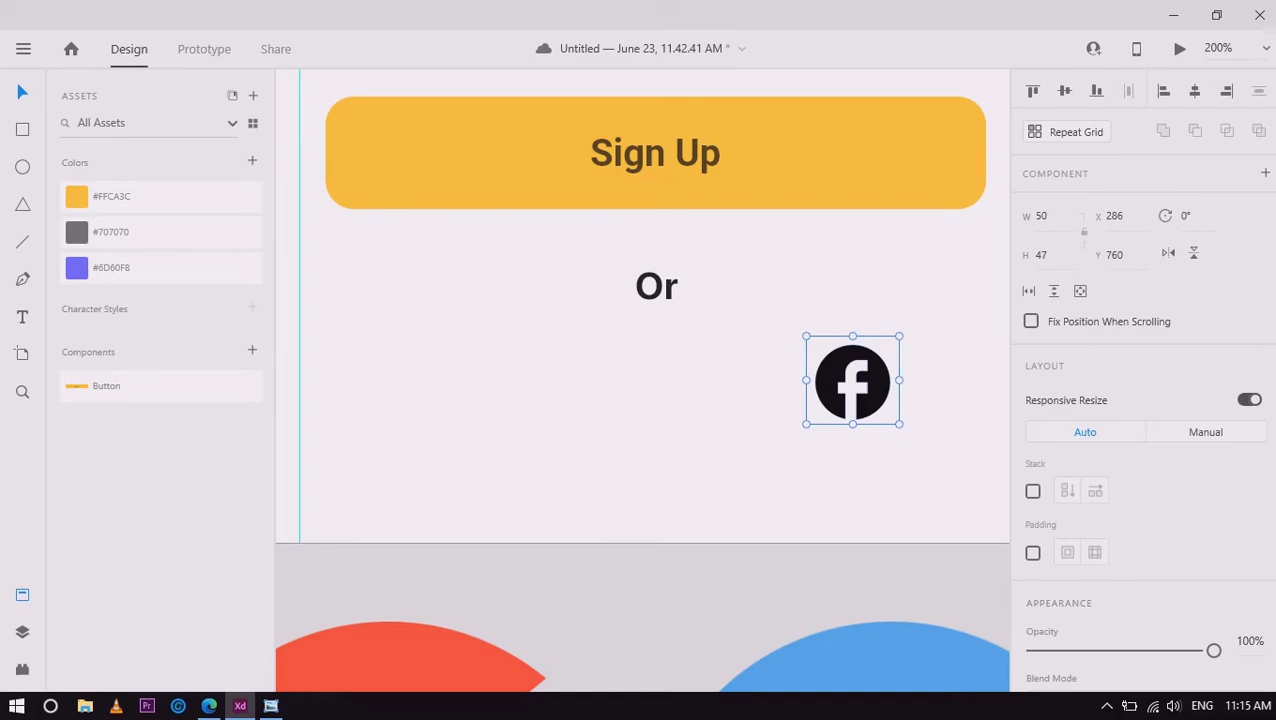 Design
Prototype
Share
Untitled — June 23, 11.42.41 AM *
200%
ASSETS
All Assets
Colors
#FFCA3C
#707070
#6D60F8
Character Styles
Components
Button
Sign Up
Or
Repeat Grid
COMPONENT
W 50
X 286
0°
H 47
Y 760
Fix Position When Scrolling
LAYOUT
Responsive Resize
Auto
Manual
Stack
Padding
APPEARANCE
Opacity
100%
Blend Mode
Pr
Xd
ENG
11:15 AM